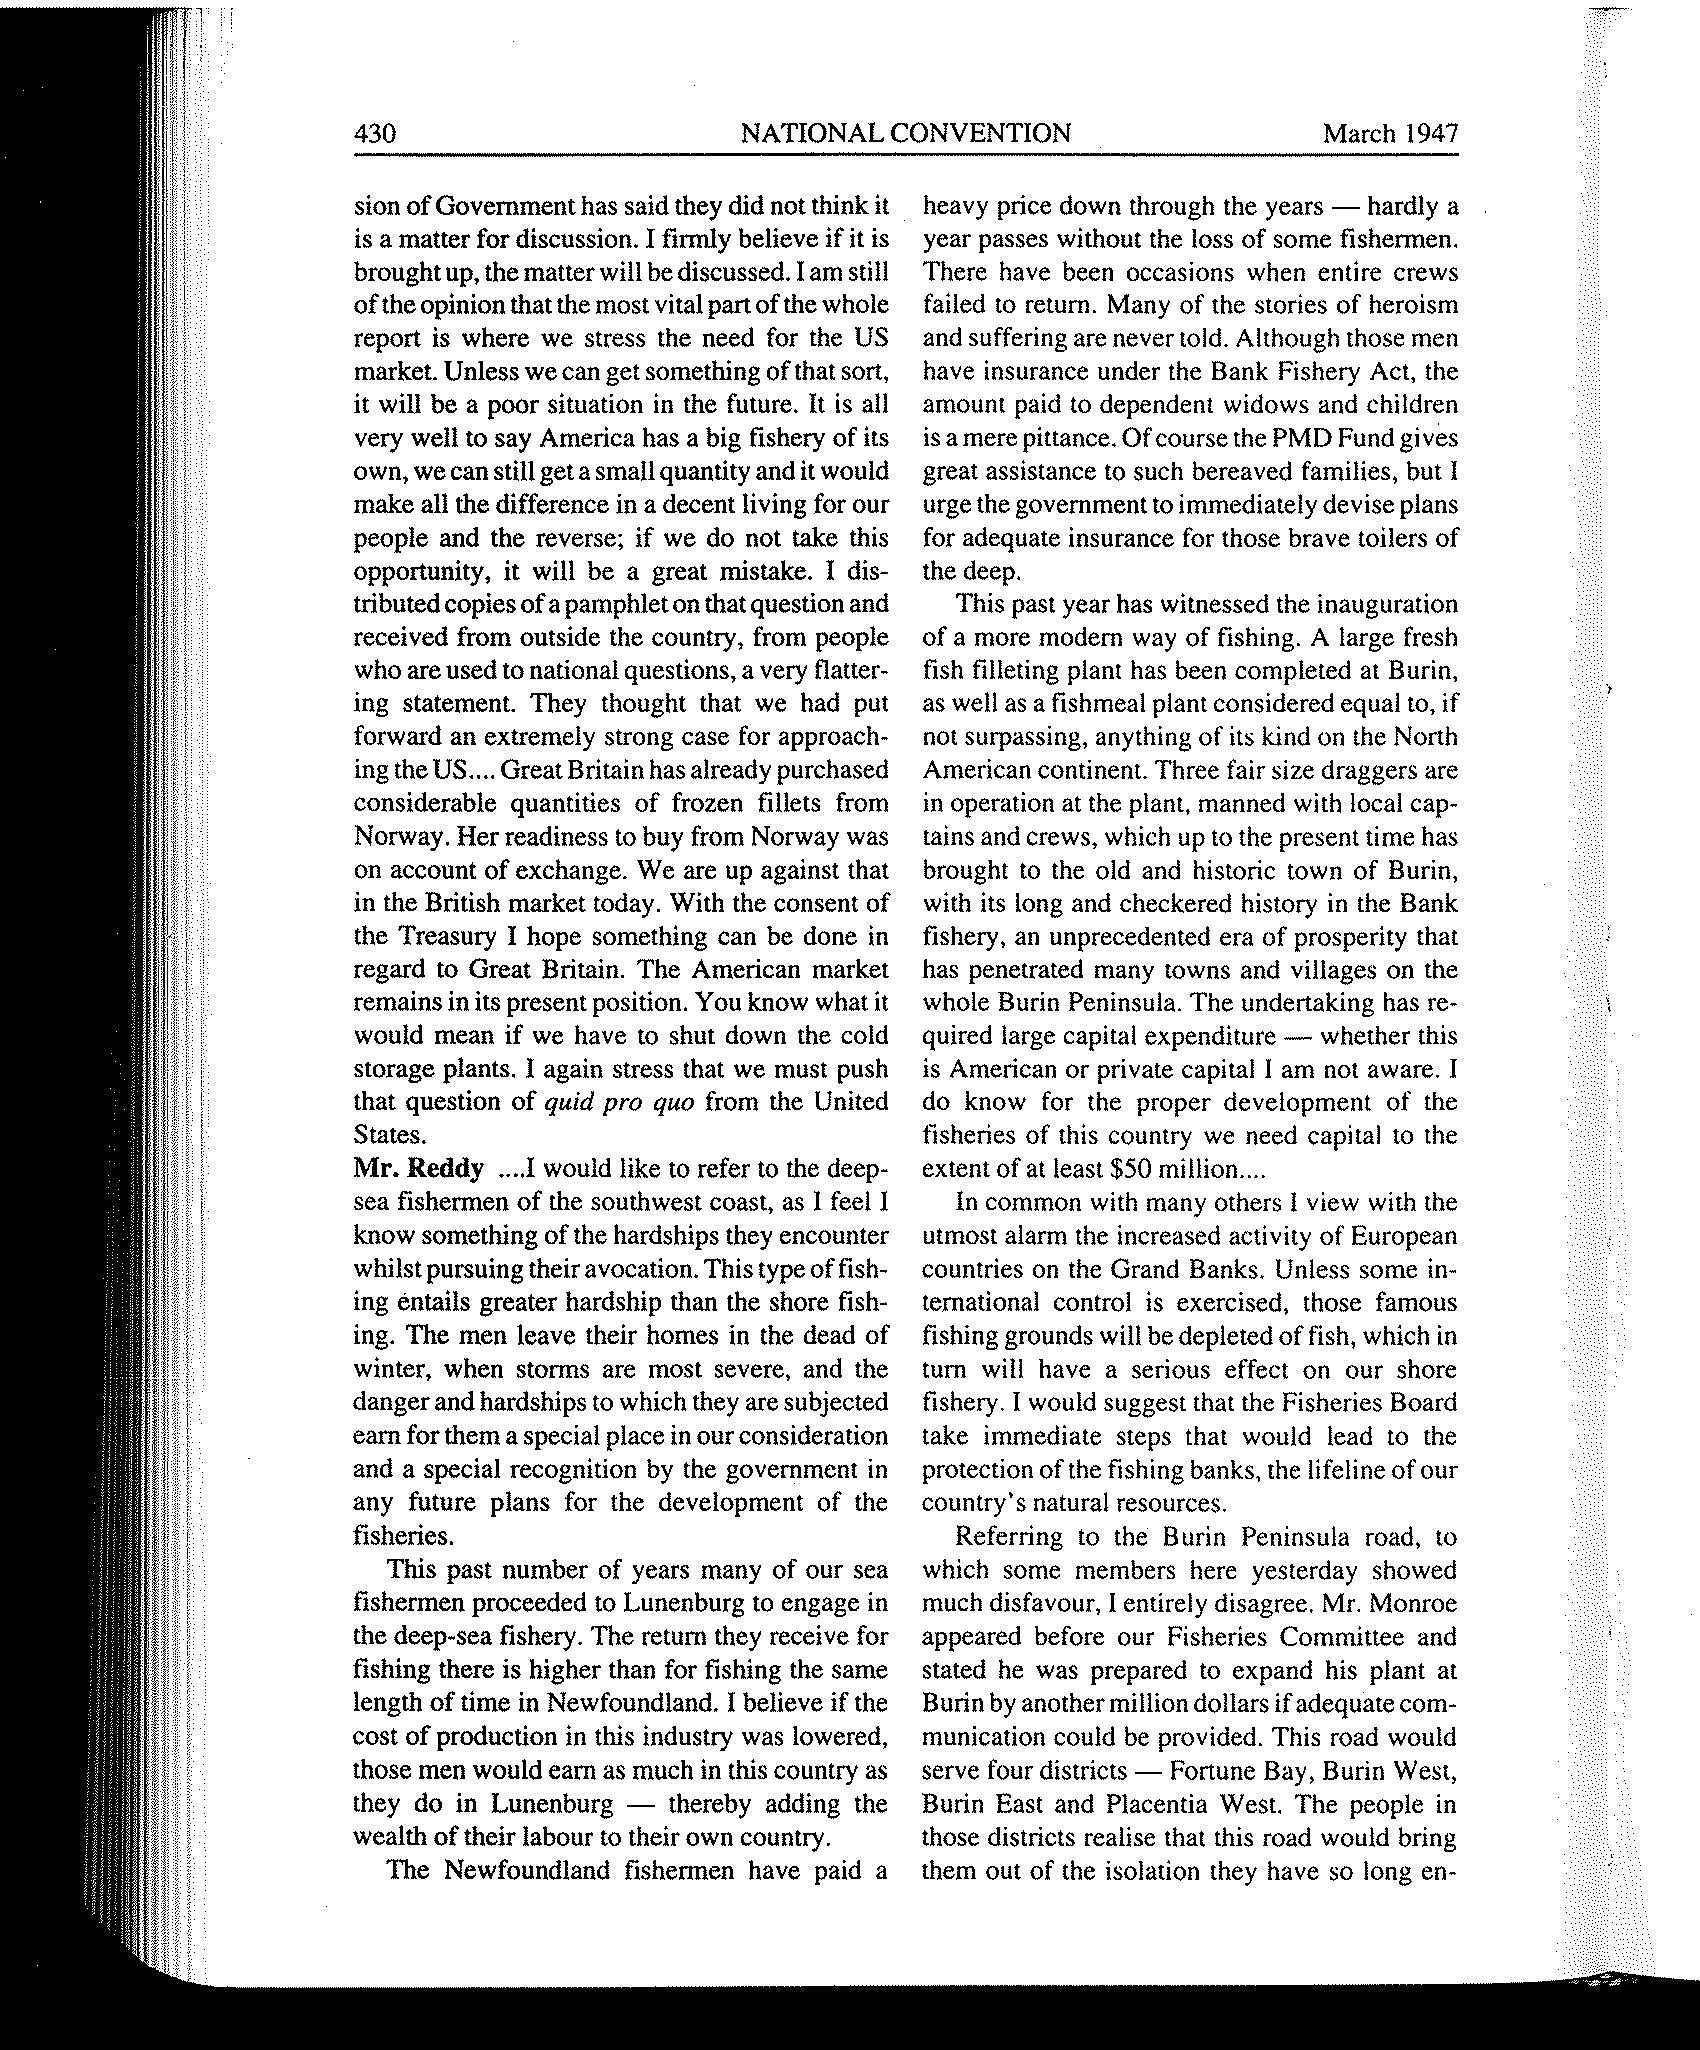 430 NATIONAL CONVENTION March 1947
sion of Government has said they did not think it
is a matter for discussion. I firmly believe if it is
brought up, the matter will be discussed. I am still
of the opinion that the most vital part of the whole
report is where we stress the need for the US
market. Unless we can get something of that sort,
it will be a poor situation in the future. It is all
very well to say America has a big fishery of its
own, we can still get a small quantity and it would
make all the difference in a decent living for our
people and the reverse; if we do not take this
opportunity, it will be a great mistake. I dis-
tributed copies of a pamphlet on that question and
received from outside the country, from people
who are used to national questions, a very flatter-
ing statement. They thought that we had put
forward an extremely strong case for approach-
ing the US.... Great Britain has already purchased
considerable quantities of frozen fillets from
Norway. Her readiness to buy from Norway was
on account of exchange. We are up against that
in the British market today. With the consent of
the Treasury I hope something can be done in
regard to Great Britain. The American market
remains in its present position. You know what it
would mean if we have to shut down the cold
storage plants. I again stress that we must push
that question of quid pro quo from the United
States.
Mr. Reddy ....I would like to refer to the deep-
sea fishermen of the southwest coast, as I feel I
know something of the hardships they encounter
whilst pursuing their avocation. This type of fish-
ing entails greater hardship than the shore fish-
ing. The men leave their homes in the dead of
winter, when storms are most severe, and the
danger and hardships to which they are subjected
earn for them a special place in our consideration
and a special recognition by the government in
any future plans for the development of the
fisheries.
This past number of years many of our sea
fishermen proceeded to Lunenburg to engage in
the deep-sea fishery. The return they receive for
fishing there is higher than for fishing the same
length of time in Newfoundland. I believe if the
cost of production in this industry was lowered,
those men would earn as much in this country as
they do in Lunenburg — thereby adding the
wealth of their labour to their own country.
The Newfoundland fishermen have paid a
heavy price down through the years — hardly a
year passes without the loss of some fishermen.
There have been occasions when entire crews
failed to return. Many of the stories of heroism
and suffering are never told. Although those men
have insurance under the Bank Fishery Act, the
amount paid to dependent widows and children
is a mere pittance. Of course the PMD Fund gives
great assistance to such bereaved families, but I
urge the government to immediately devise plans
for adequate insurance for those brave toilers of
the deep.
This past year has witnessed the inauguration
of a more modern way of fishing. A large fresh
fish filleting plant has been completed at Burin,
as well as a fishmeal plant considered equal to, if
not surpassing, anything of its kind on the North
American continent. Three fair size draggers are
in operation at the plant, manned with local cap-
tains and crews, which up to the present time has
brought to the old and historic town of Burin,
with its long and checkered history in the Bank
fishery, an unprecedented era of prosperity that
has penetrated many towns and villages on the
whole Burin Peninsula. The undertaking has re-
quired large capital expenditure — whether this
is American or private capital I am not aware. I
do know for the proper development of the
fisheries of this country we need capital to the
extent of at least $50 million....
In common with many others I view with the
utmost alarm the increased activity of European
countries on the Grand Banks. Unless some in-
ternational control is exercised, those famous
fishing grounds will be depleted of fish, which in
turn will have a serious effect on our shore
fishery. I would suggest that the Fisheries Board
take immediate steps that would lead to the
protection of the fishing banks, the lifeline of our
country's natural resources.
Referring to the Burin Peninsula road, to
which some members here yesterday showed
much disfavour, I entirely disagree. Mr. Monroe
appeared before our Fisheries Committee and
stated he was prepared to expand his plant at
Burin by another million dollars if adequate com-
munication could be provided. This road would
serve four districts — Fortune Bay, Burin West,
Burin East and Placentia West. The people in
those districts realise that this road would bring
them out of the isolation they have so long en-